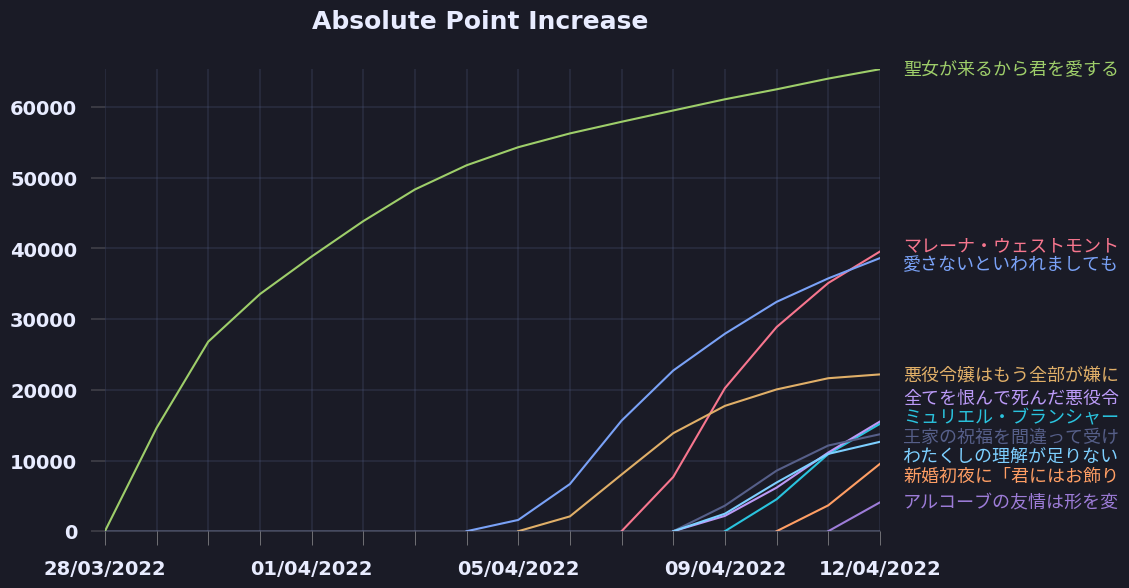 Absolute Point Increase
60000
50000
40000
30000
20000
10000
0
28/03/2022
01/04/2022
05/04/2022
09/04/2022
12/04/2022
聖女が来るから君を愛する
マレーナ・ウェストモント
愛さないといわれましても
悪役令嬢はもう全部が嫌に
全てを恨んで死んだ悪役令
ミュリエル・ブランシャー
王家の祝福を間違って受け
わたくしの理解が足りない
新婚初夜に「君にはお飾り
アルコーブの友情は形を変